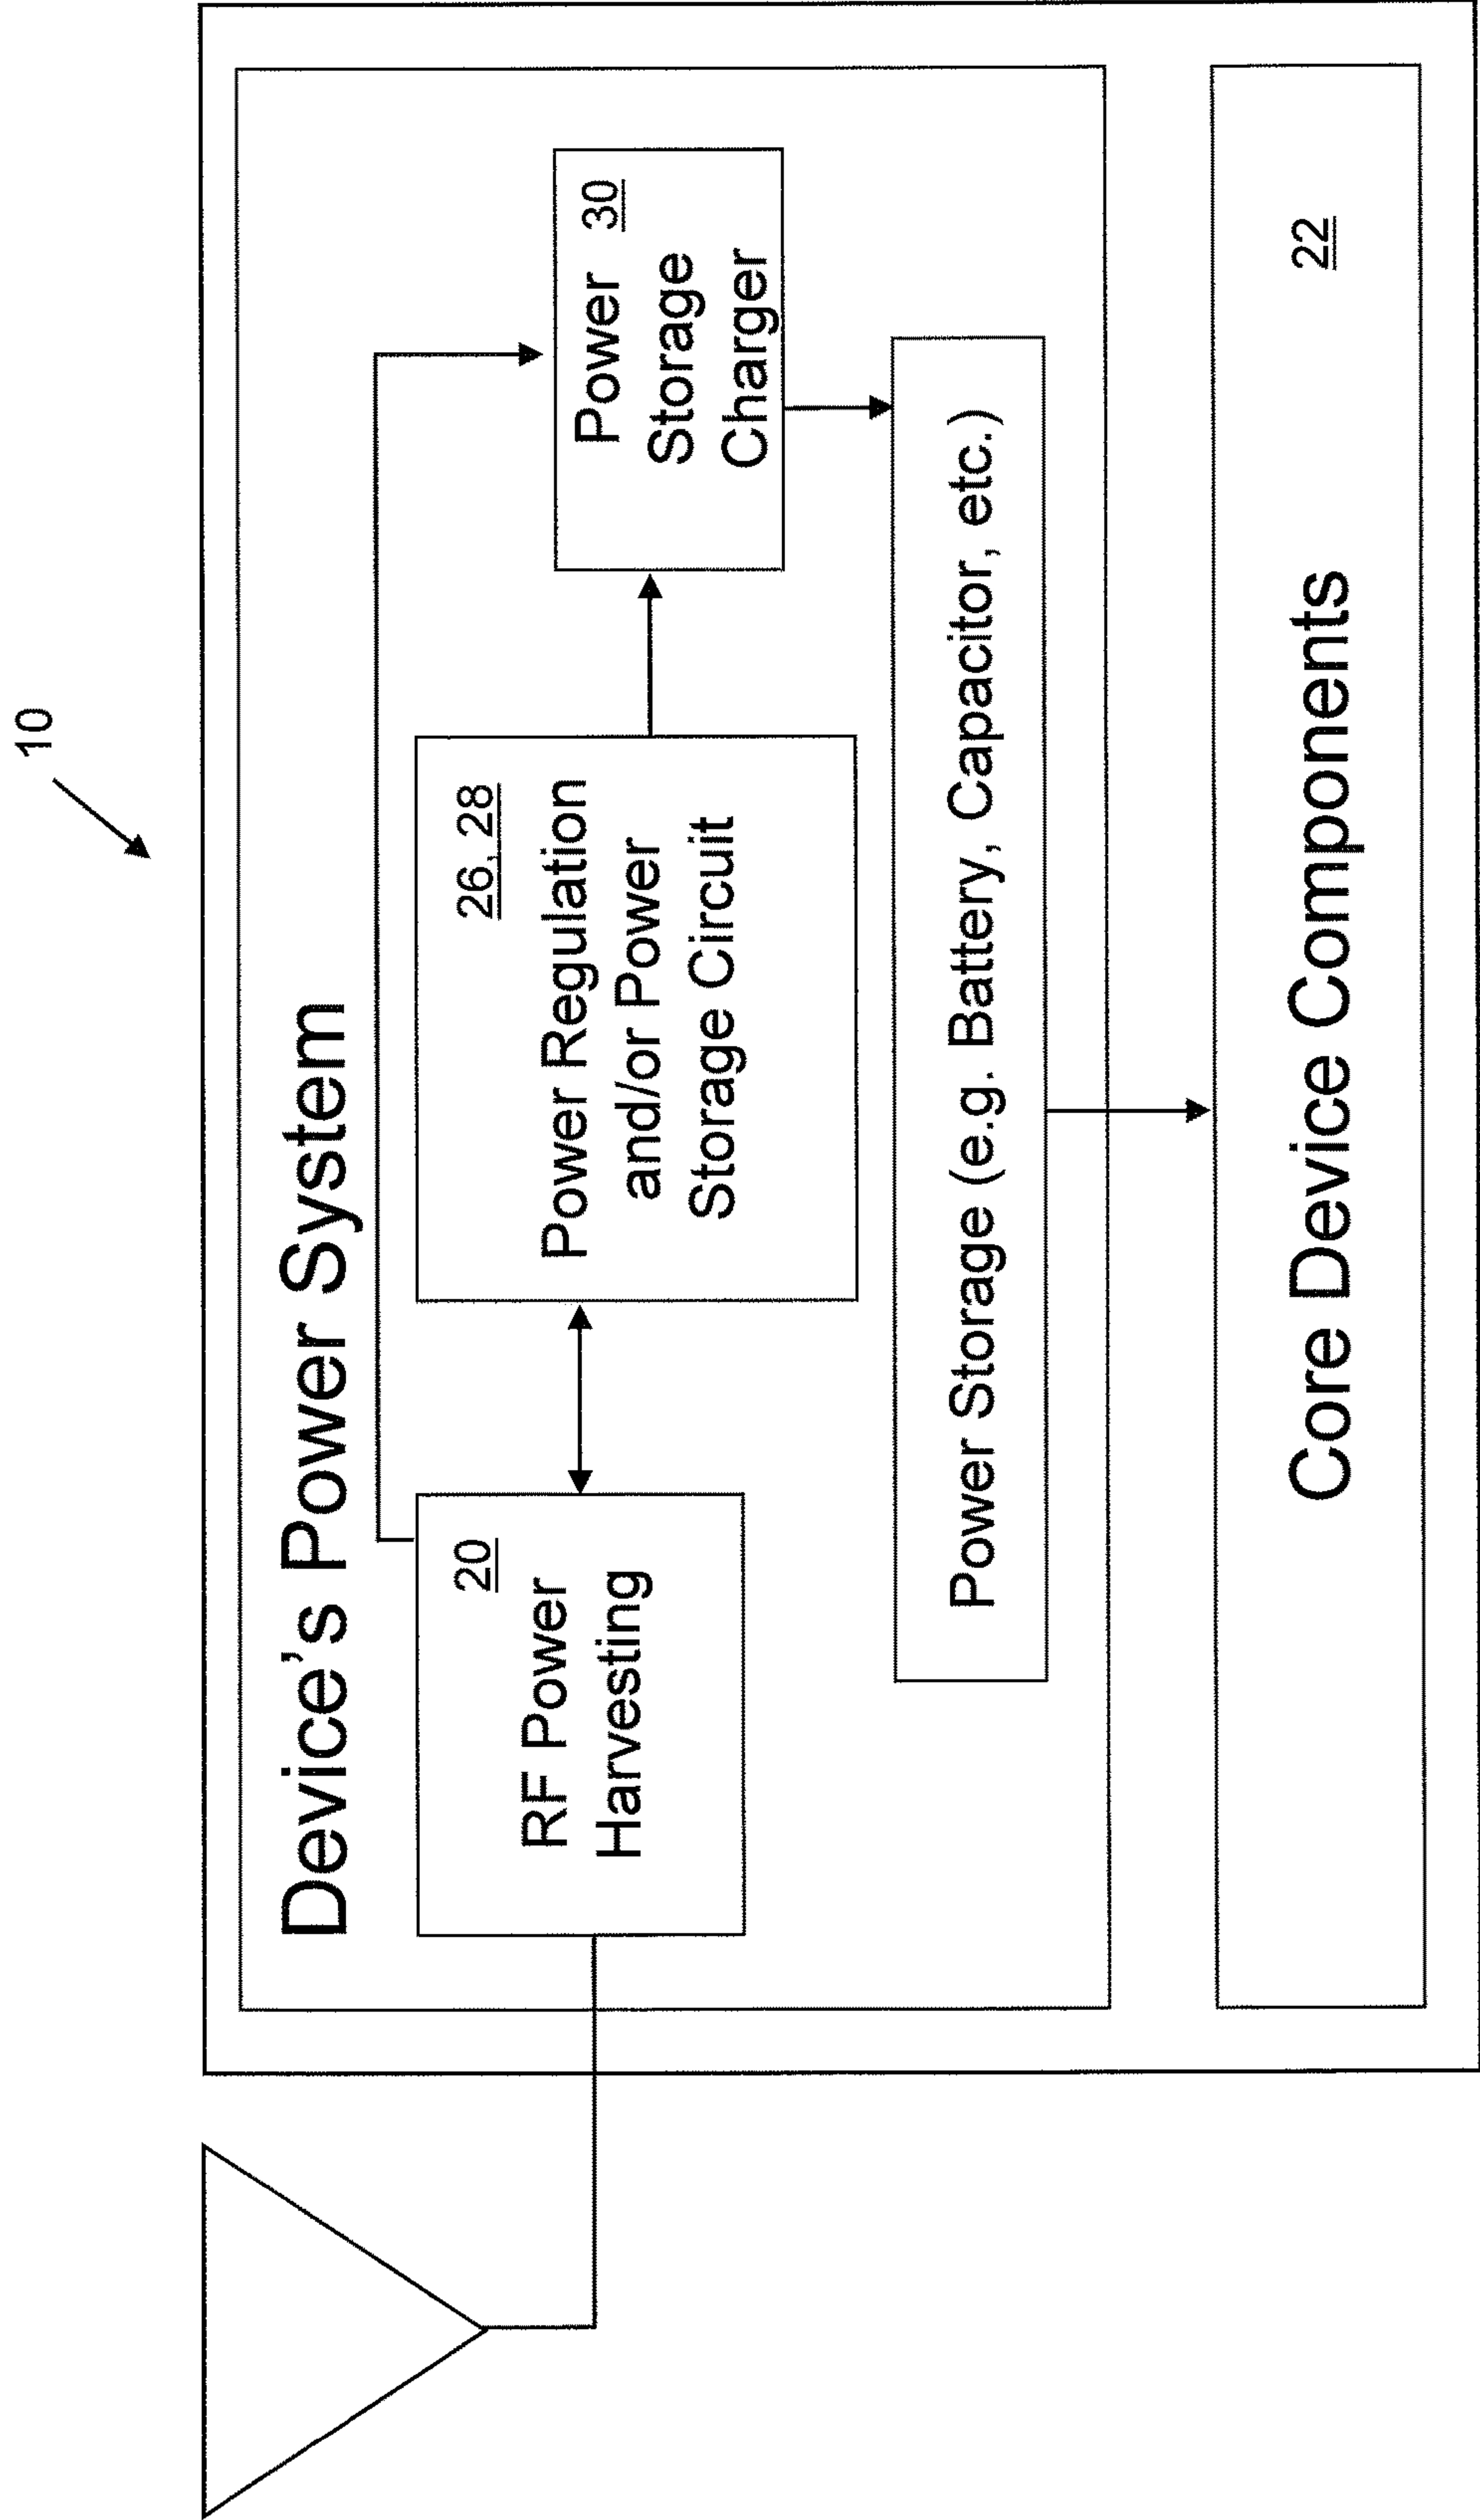 10
Device's Power System
20
RF Power
Harvesting
26, 28
Power Regulation
and/or Power
Storage Circuit
Power 30
Storage
Charger
Power Storage (e.g. Battery, Capacitor, etc.)
22
Core Device Components